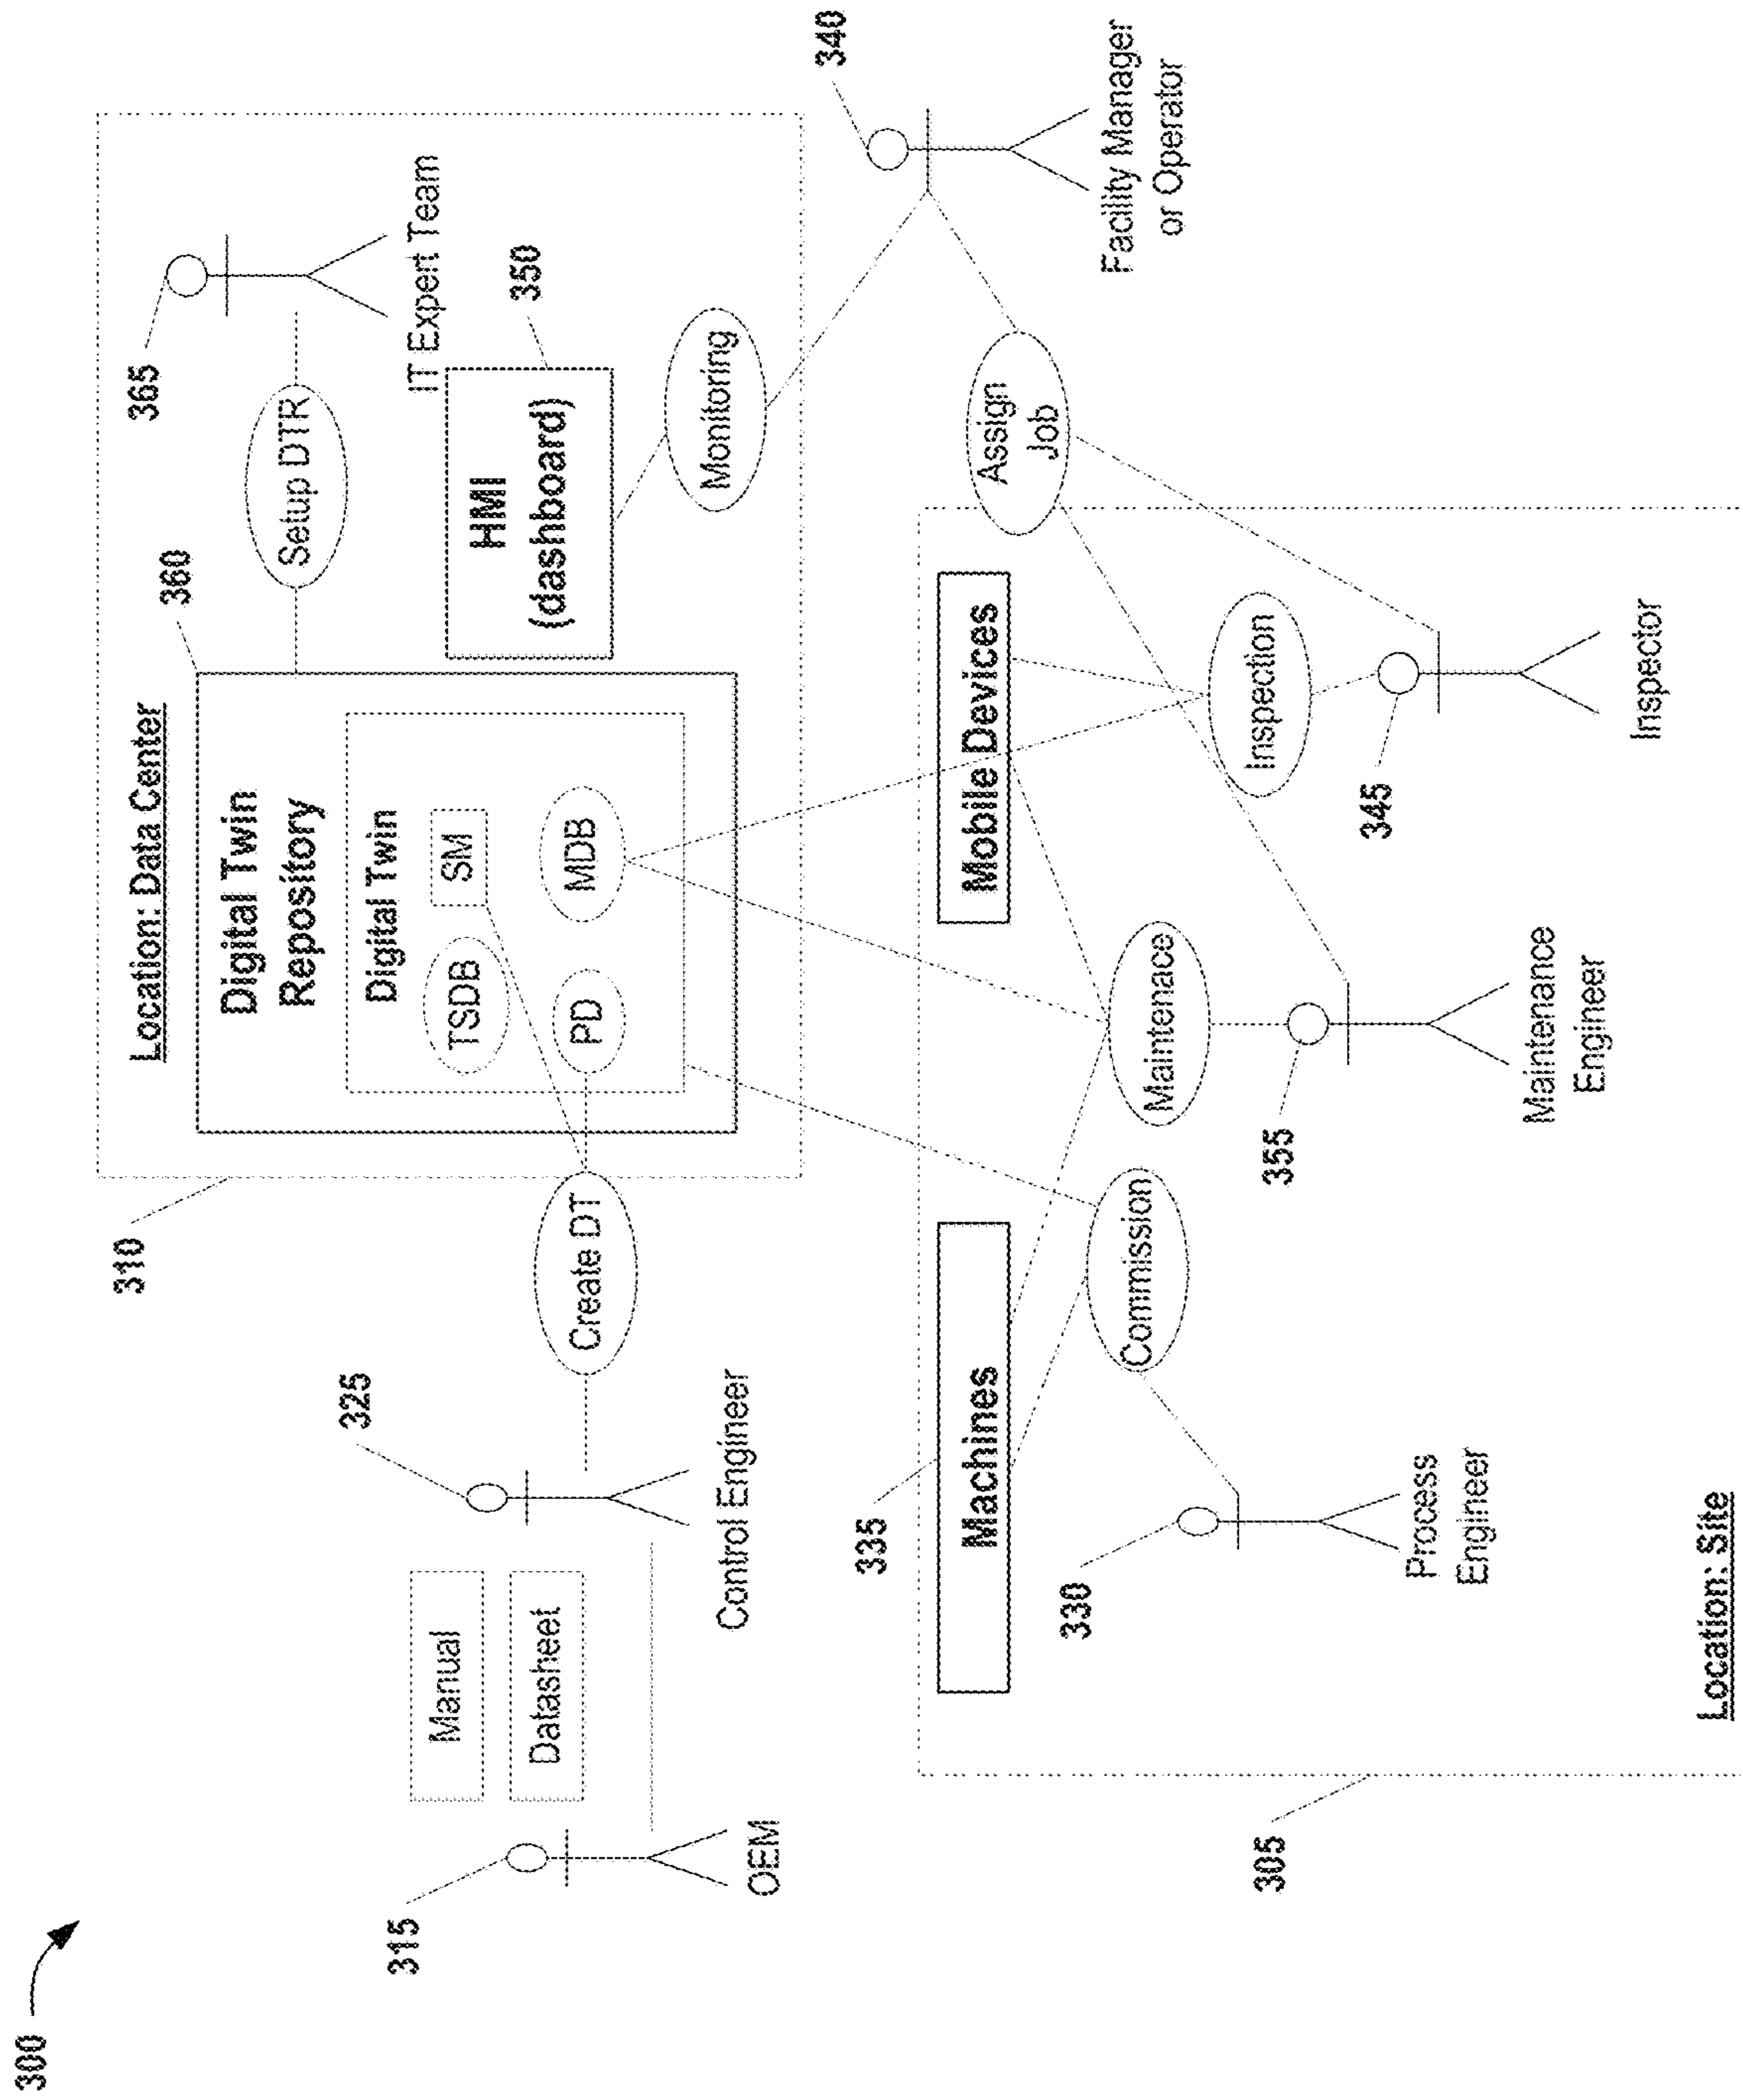 300
310
Location: Data Center
360
365
Digital Twin
Repository
Setup DTR
IT Expert Team
325
315
Manual
Datasheet
OEM
Control Engineer
Create DT
Digital Twin
TSDB
SM
PD
MDB
HMI
(dashboard)
350
Monitoring
340
Facility Manager
or Operator
335
Machines
Mobile Devices
Assign
Job
330
Commission
Maintenace
Inspection
Process
Engineer
355
Maintenance
Engineer
345
Inspector
305
Location: Site